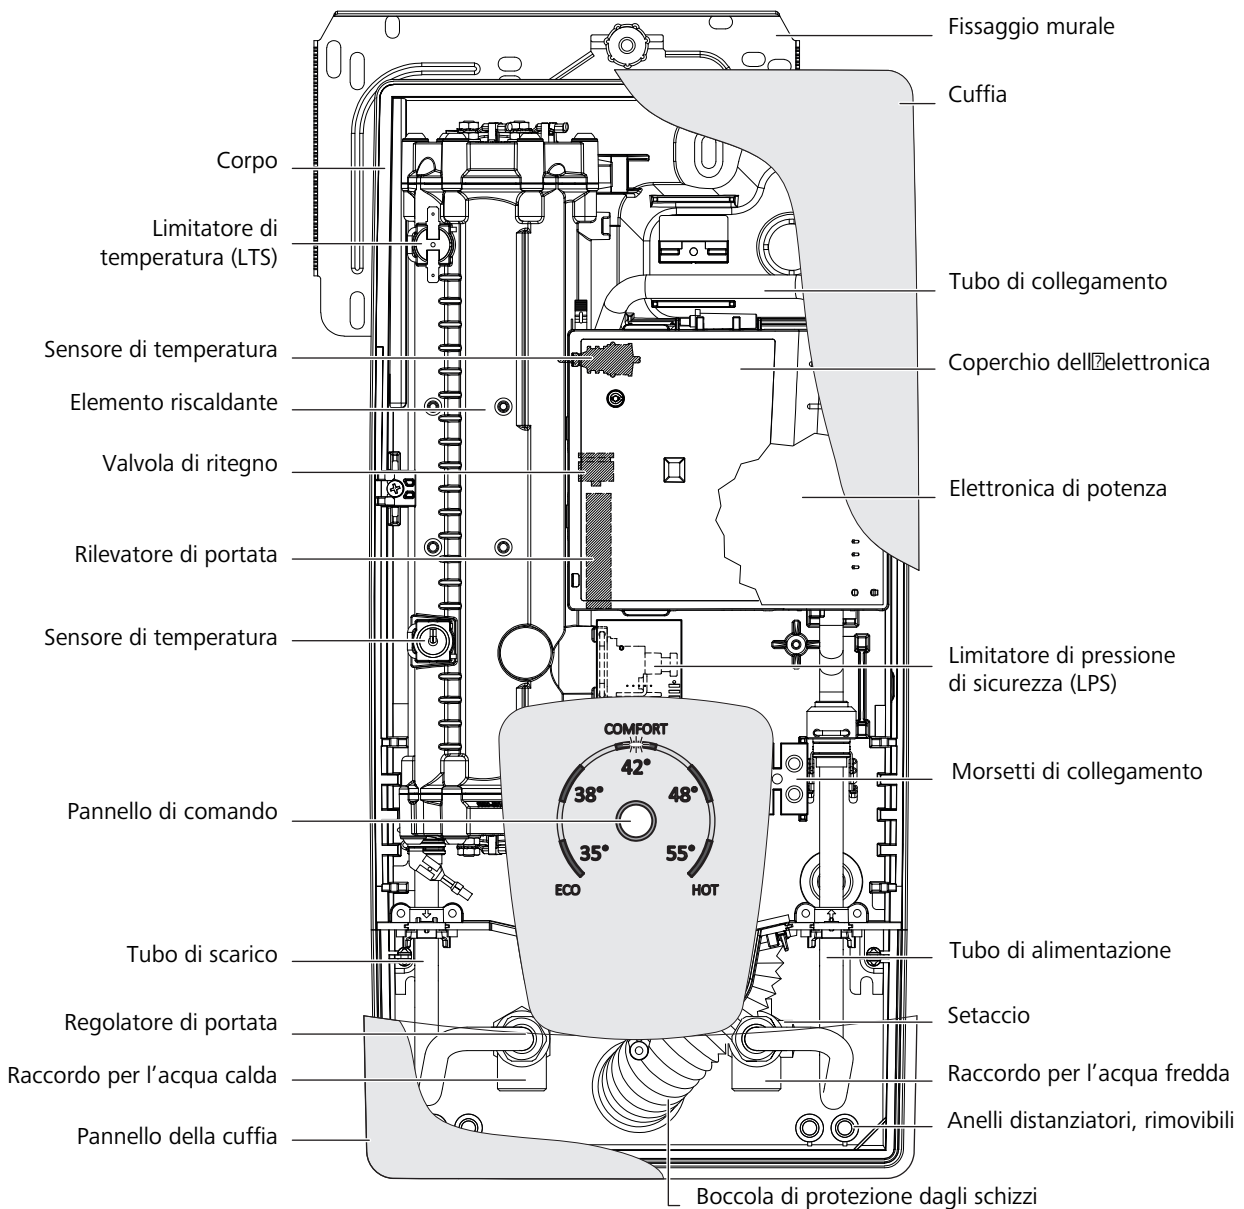 Fissaggio murale
Cuffia
Corpo
Limitatore di
temperatura (LTS)
Tubo di collegamento
Sensore di temperatura
Coperchio dell⍰elettronica
Elemento riscaldante
Valvola di ritegno
Elettronica di potenza
Rilevatore di portata
Sensore di temperatura
Limitatore di pressione
di sicurezza (LPS)
COMFORT
42°
38°
48°
35°
55°
ECO
HOT
Morsetti di collegamento
Pannello di comando
Tubo di scarico
Tubo di alimentazione
Regolatore di portata
Setaccio
Raccordo per l'acqua calda
Raccordo per l'acqua fredda
Pannello della cuffia
Anelli distanziatori, rimovibili
Boccola di protezione dagli schizzi